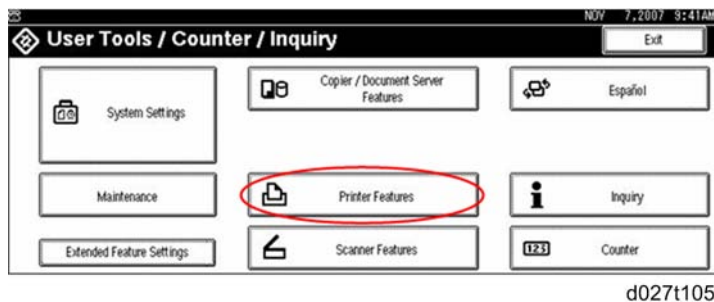 NOV 7,2007 9:41AM
User Tools / Counter / Inquiry
Exit
System Settings
Copier / Document Server
Features
Español
Maintenance
Printer Features
Inquiry
Extended Feature Settings
Scanner Features
123
Counter
d027t105